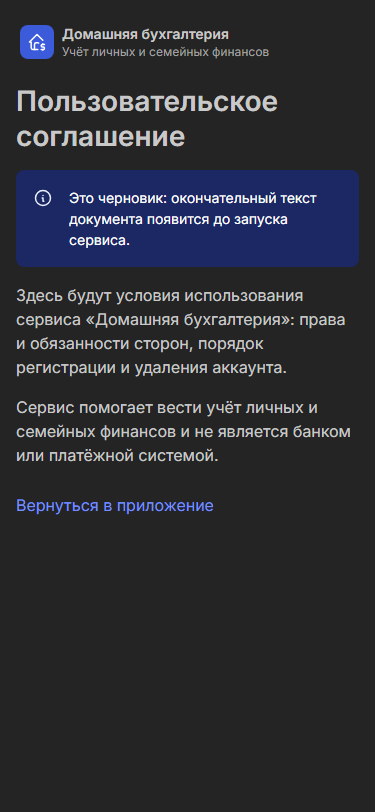 Домашняя бухгалтерия
Учёт личных и семейных финансов
Пользовательское
соглашение
Это черновик: окончательный текст
документа появится до запуска
сервиса.
Здесь будут условия использования
сервиса «Домашняя бухгалтерия»: права
и обязанности сторон, порядок
регистрации и удаления аккаунта.
Сервис помогает вести учёт личных и
семейных финансов и не является банком
или платёжной системой.
Вернуться в приложение